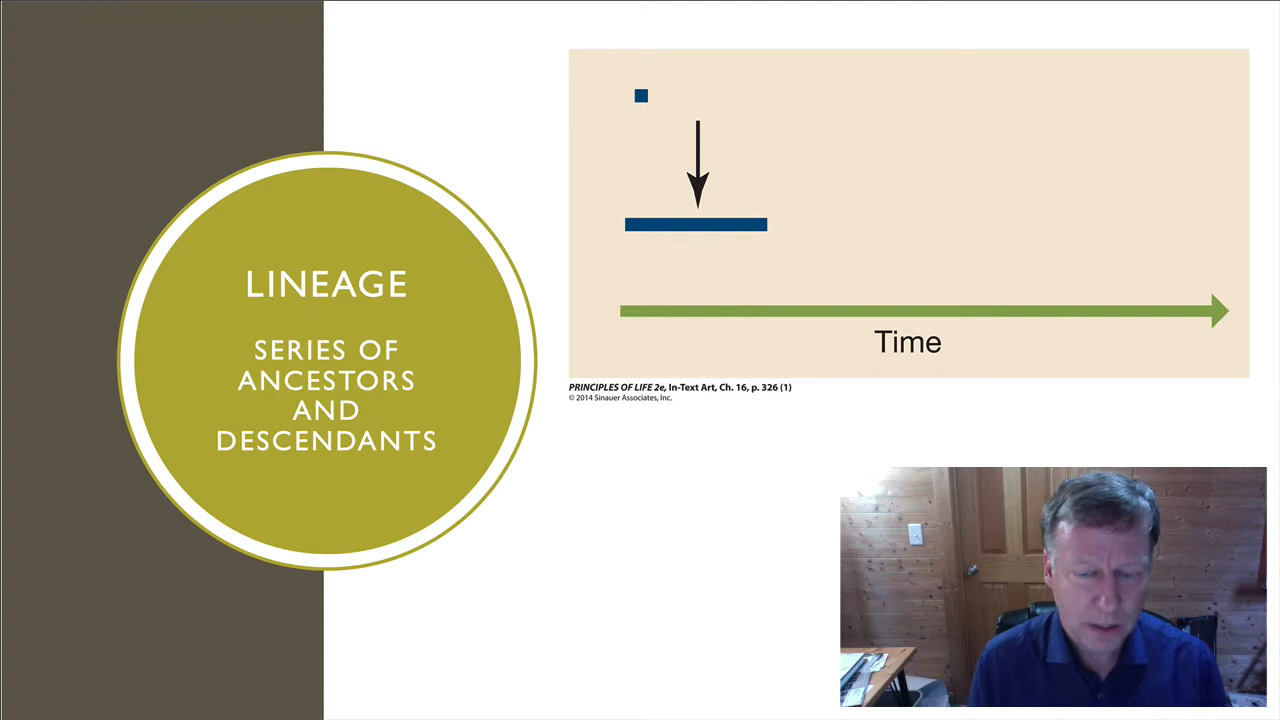 LINEAGE
SERIES OF
ANCESTORS
AND
DESCENDANTS
Time
PRINCIPLES OF LIFE 2e, In-Text Art, Ch. 16, p. 326 (1)
© 2014 Sinauer Associates, Inc.